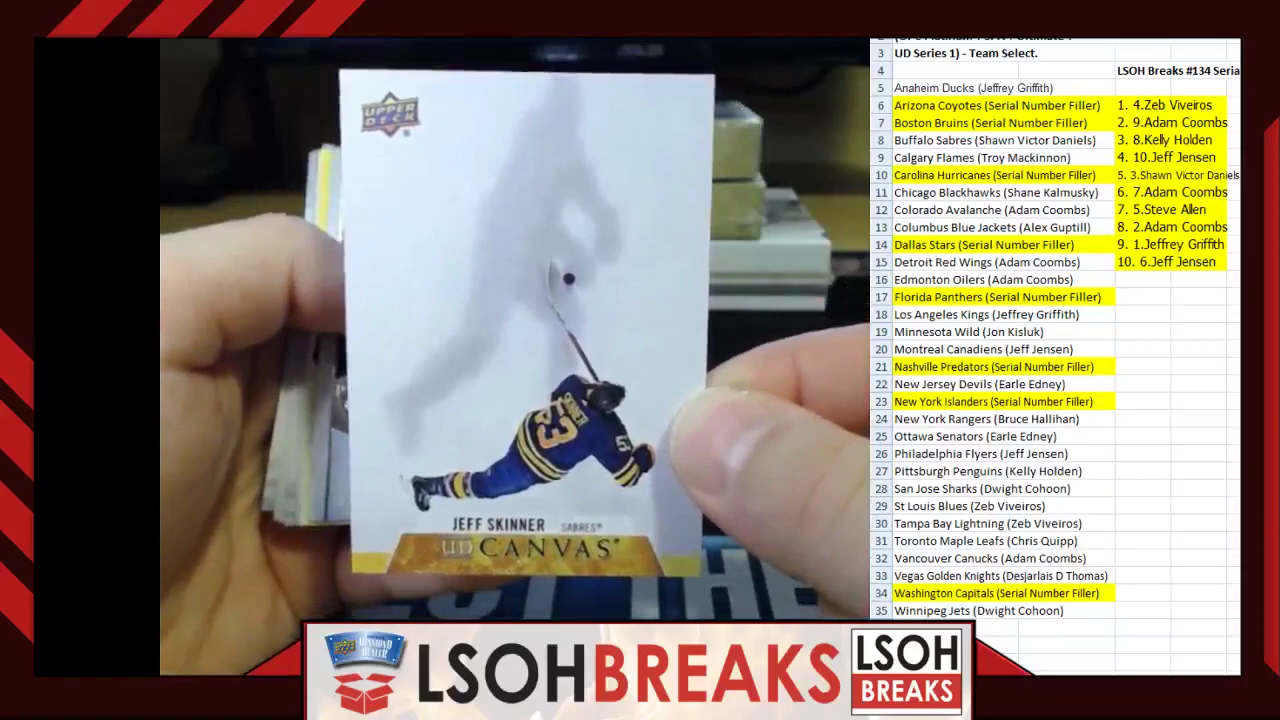 UPPER
DECK
SKINNER
53
53
JEFF SKINNER SABRES
UD CANVAS
3 UD Series 1) - Team Select.
4 LSOH Breaks #134 Seria
5 Anaheim Ducks (Jeffrey Griffith)
6 Arizona Coyotes (Serial Number Filler) 1. 4.Zeb Viveiros
7 Boston Bruins (Serial Number Filler) 2. 9.Adam Coombs
8 Buffalo Sabres (Shawn Victor Daniels) 3. 8.Kelly Holden
9 Calgary Flames (Troy Mackinnon) 4. 10.Jeff Jensen
10 Carolina Hurricanes (Serial Number Filler) 5. 3.Shawn Victor Daniels
11 Chicago Blackhawks (Shane Kalmusky) 6. 7.Adam Coombs
12 Colorado Avalanche (Adam Coombs) 7. 5.Steve Allen
13 Columbus Blue Jackets (Alex Guptill) 8. 2.Adam Coombs
14 Dallas Stars (Serial Number Filler) 9. 1.Jeffrey Griffith
15 Detroit Red Wings (Adam Coombs) 10. 6.Jeff Jensen
16 Edmonton Oilers (Adam Coombs)
17 Florida Panthers (Serial Number Filler)
18 Los Angeles Kings (Jeffrey Griffith)
19 Minnesota Wild (Jon Kisluk)
20 Montreal Canadiens (Jeff Jensen)
21 Nashville Predators (Serial Number Filler)
22 New Jersey Devils (Earle Edney)
23 New York Islanders (Serial Number Filler)
24 New York Rangers (Bruce Hallihan)
25 Ottawa Senators (Earle Edney)
26 Philadelphia Flyers (Jeff Jensen)
27 Pittsburgh Penguins (Kelly Holden)
28 San Jose Sharks (Dwight Cohoon)
29 St Louis Blues (Zeb Viveiros)
30 Tampa Bay Lightning (Zeb Viveiros)
31 Toronto Maple Leafs (Chris Quipp)
32 Vancouver Canucks (Adam Coombs)
33 Vegas Golden Knights (Desjarlais D Thomas)
34 Washington Capitals (Serial Number Filler)
35 Winnipeg Jets (Dwight Cohoon)
LSOHBREAKS
LSOH
BREAKS